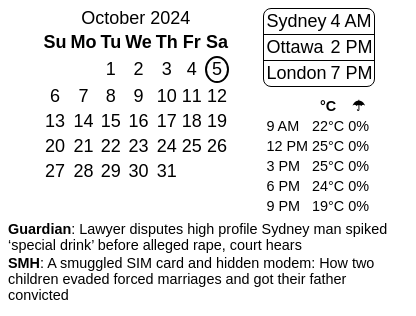 October 2024
Su Mo Tu We Th Fr Sa
1 2 3 4 5
6 7 8 9 10 11 12
13 14 15 16 17 18 19
20 21 22 23 24 25 26
27 28 29 30 31
Sydney 4 AM
Ottawa 2 PM
London 7 PM
°C ☂
9 AM 22°C 0%
12 PM 25°C 0%
3 PM 25°C 0%
6 PM 24°C 0%
9 PM 19°C 0%
Guardian: Lawyer disputes high profile Sydney man spiked
‘special drink’ before alleged rape, court hears
SMH: A smuggled SIM card and hidden modem: How two
children evaded forced marriages and got their father
convicted